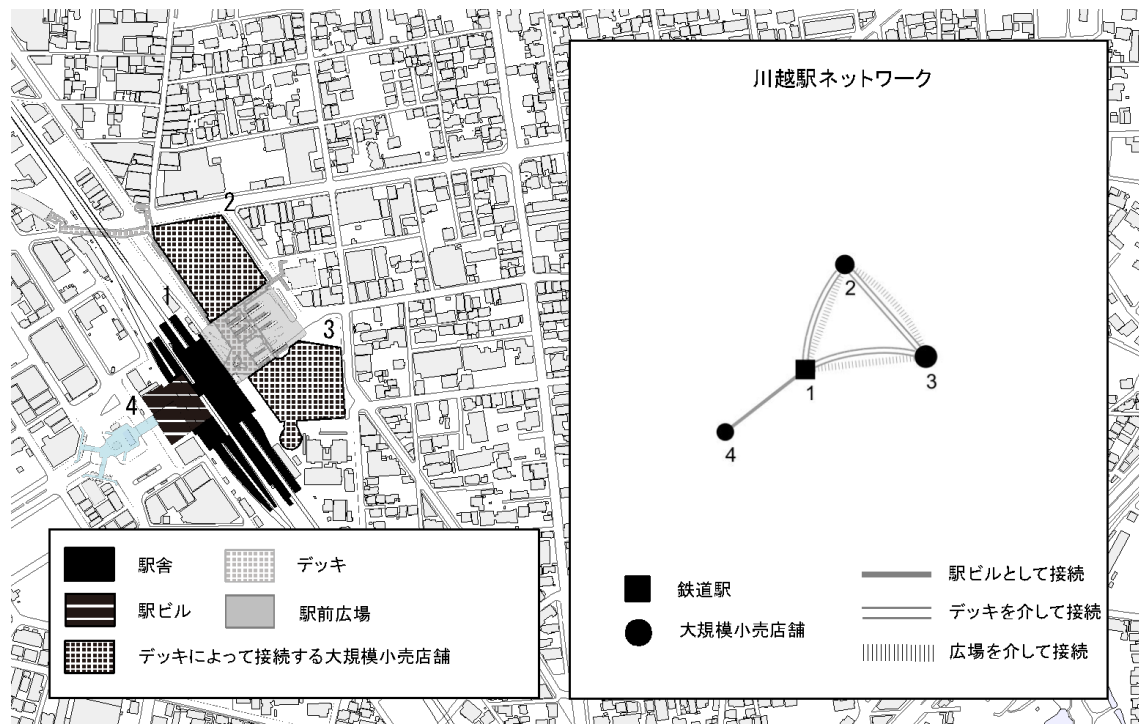 2
1
3
4
駅舎
デッキ
駅ビル
駅前広場
デッキによって接続する大規模小売店舗
川越駅ネットワーク
2
3
1
4
鉄道駅
大規模小売店舗
駅ビルとして接続
デッキを介して接続
広場を介して接続